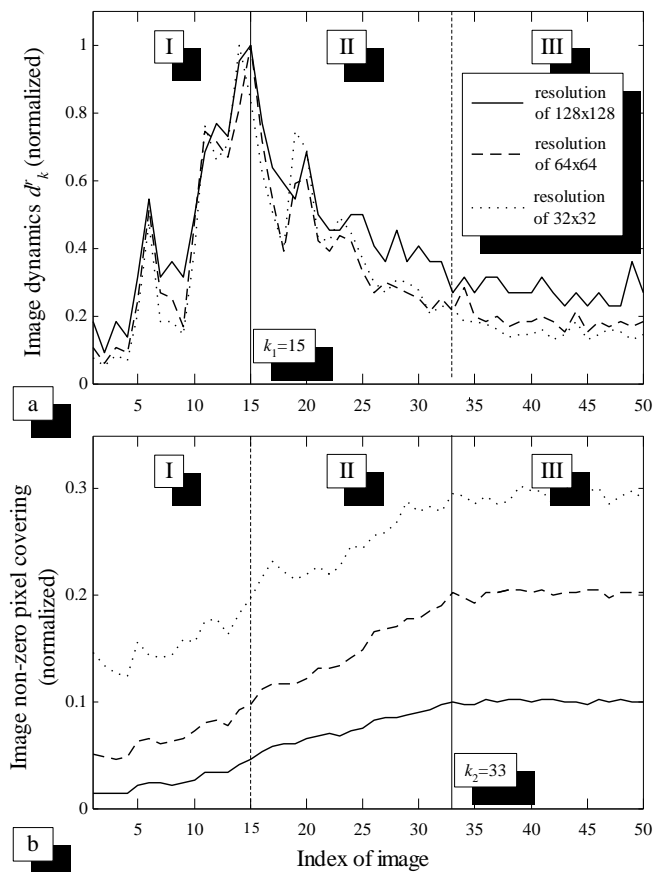 I
II
III
resolution
of 128x128
resolution
of 64x64
resolution
of 32x32
Image dynamics d^r_k (normalized)
1
0.8
0.6
0.4
0.2
0
k₁=15
5 10 15 20 25 30 35 40 45 50
a
I
II
III
Image non-zero pixel covering
(normalized)
0.3
0.2
0.1
0
k₂=33
5 10 15 20 25 30 35 40 45 50
Index of image
b